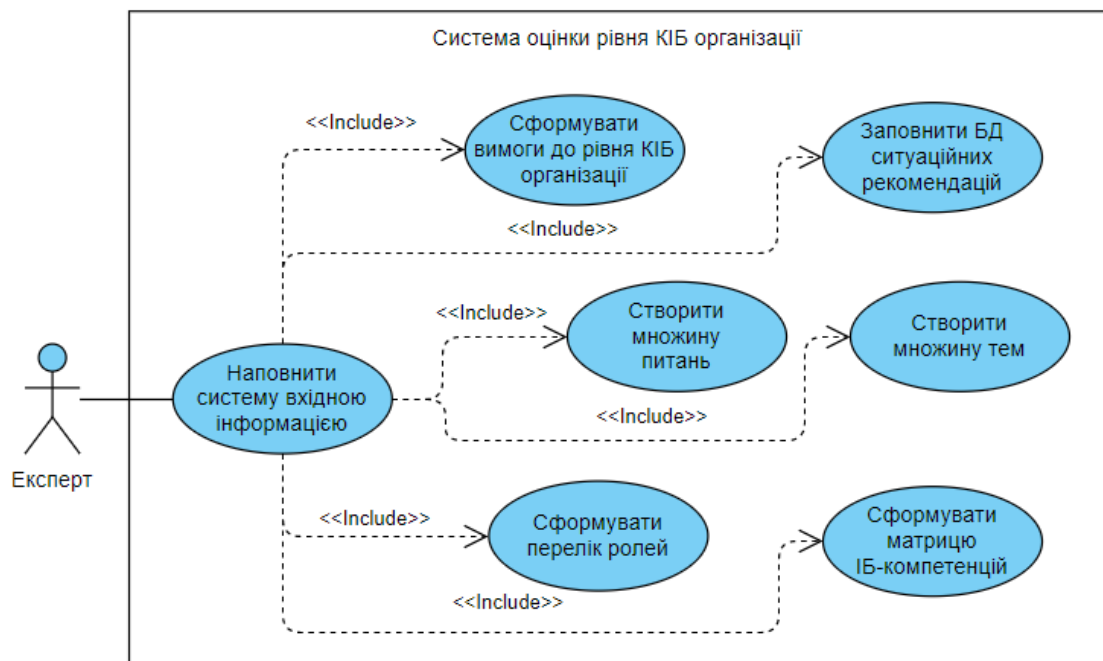 Система оцінки рівня КІБ організації
<<Include>>
Сформувати
вимоги до рівня КІБ
організації
Заповнити БД
ситуаційних
рекомендацій
<<Include>>
<<Include>>
Створити
множину
питань
Створити
множину тем
Наповнити
систему вхідною
інформацією
<<Include>>
Експерт
<<Include>>
Сформувати
перелік ролей
Сформувати
матрицю
ІБ-компетенцій
<<Include>>